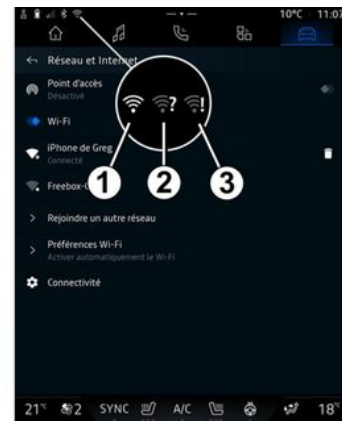 10°C 11:07
Réseau et Internet
Point d'accès
Désactivé
Wi-Fi
?
!
iPhone de Greg
Connecté
1 2 3
Rejoindre un autre réseau
Préférences Wi-Fi
Activer automatiquement le Wi-Fi
Connectivité
21° 2 SYNC A/C 18°